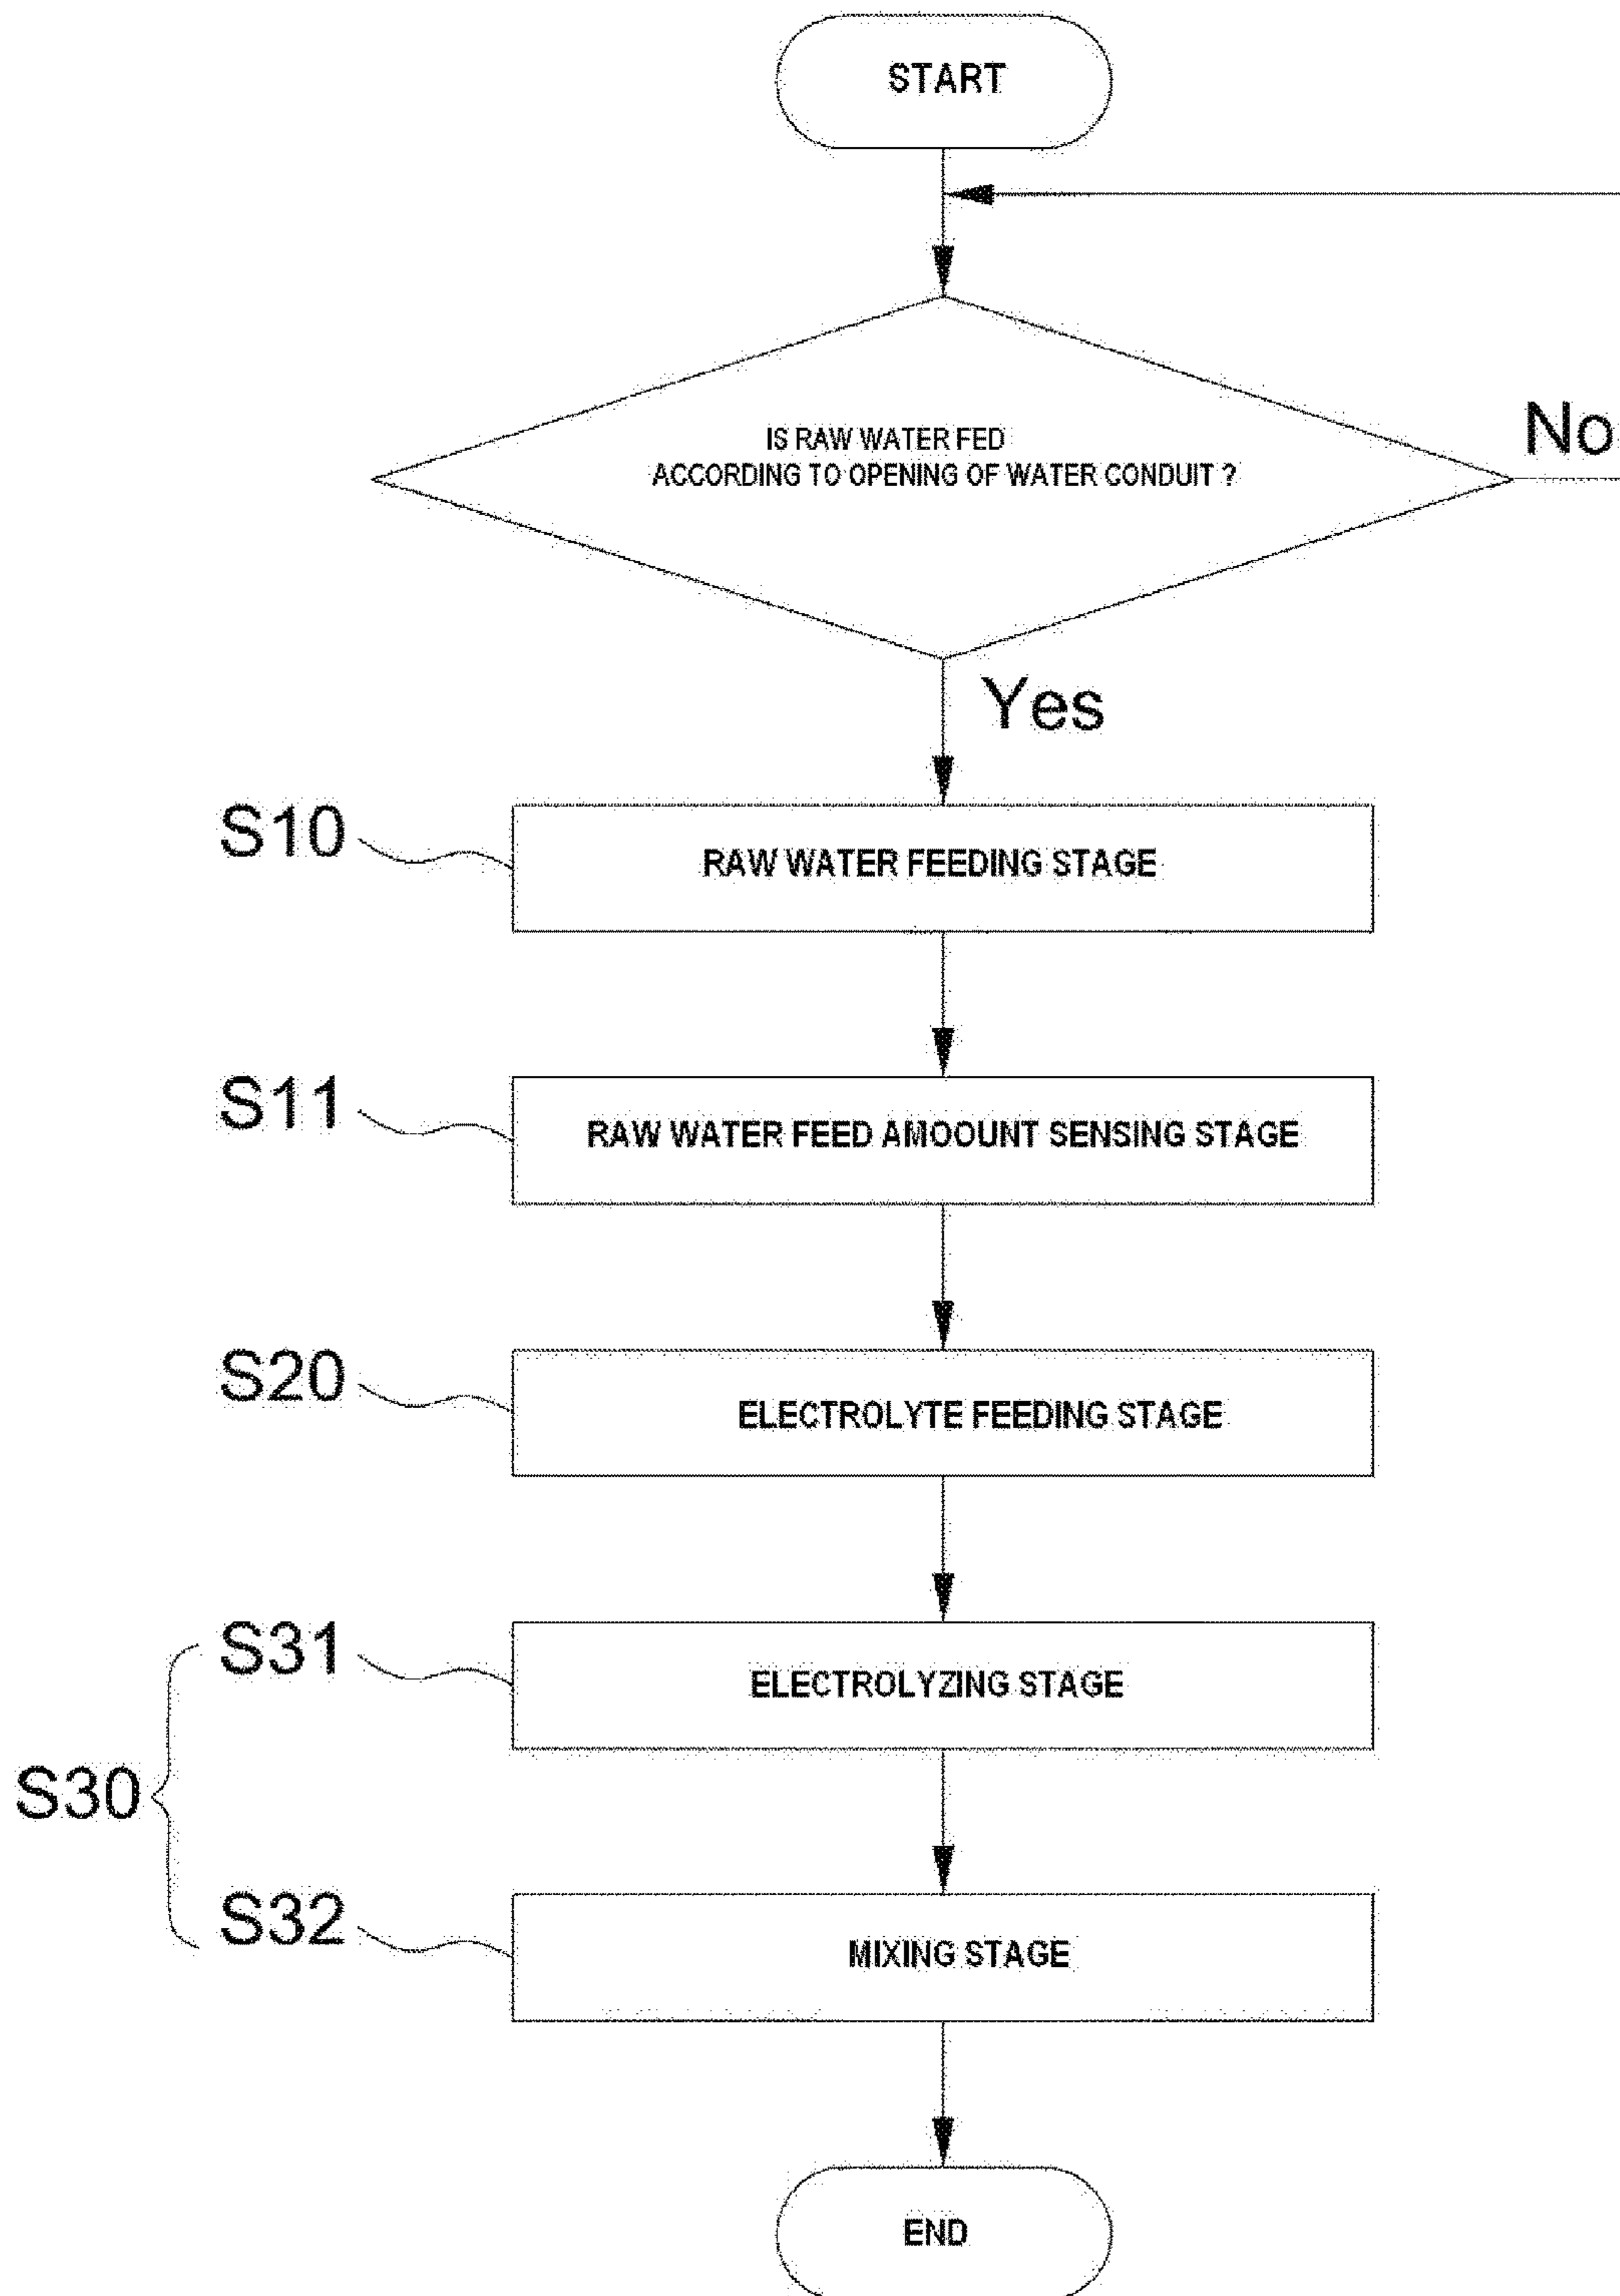 START
IS RAW WATER FED
ACCORDING TO OPENING OF WATER CONDUIT ?
No
Yes
S10
RAW WATER FEEDING STAGE
S11
RAW WATER FEED AMOOUNT SENSING STAGE
S20
ELECTROLYTE FEEDING STAGE
S31
ELECTROLYZING STAGE
S30
S32
MIXING STAGE
END